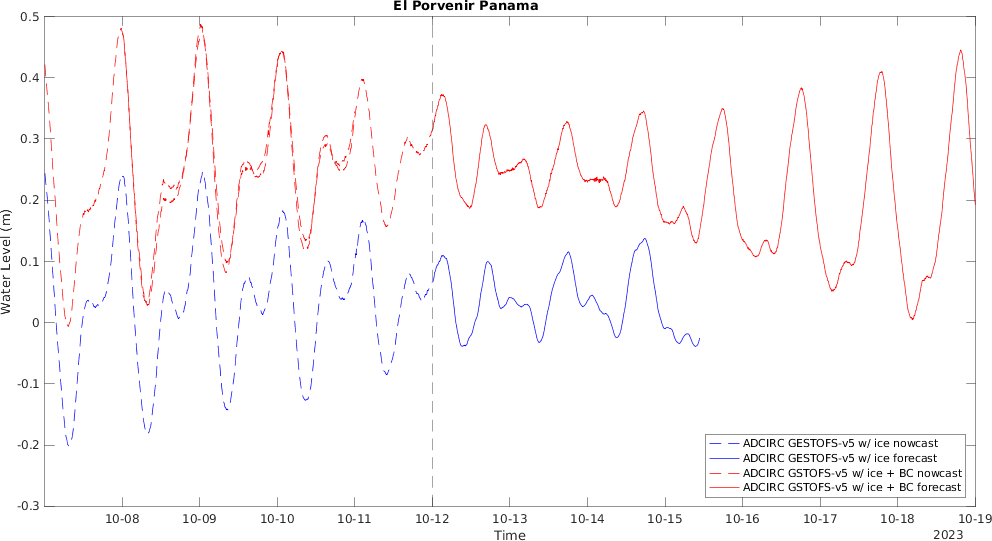 El Porvenir Panama
0.5
0.4
0.3
0.2
0.1
0
-0.1
-0.2
-0.3
Water Level (m)
ADCIRC GESTOFS-v5 w/ ice nowcast
ADCIRC GESTOFS-v5 w/ ice forecast
ADCIRC GSTOFS-v5 w/ ice + BC nowcast
ADCIRC GSTOFS-v5 w/ ice + BC forecast
10-08 10-09 10-10 10-11 10-12 10-13 10-14 10-15 10-16 10-17 10-18 10-19
Time
2023